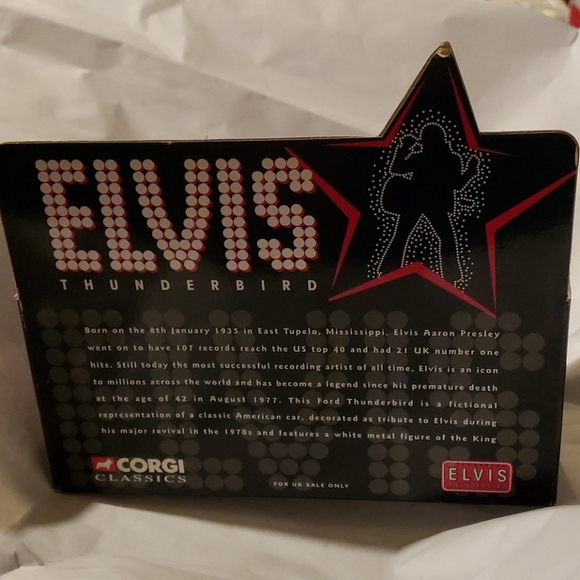 ELVIS
THUNDERBIRD
Born on the 8th January 1935 in East Tupelo, Mississippi, Elvis Aaron Presley
went on to have 107 records reach the US top 40 and had 21 UK number one
hits. Still today the most successful recording artist of all time, Elvis is an icon
to millions across the world and has become a legend since his premature death
at the age of 42 in August 1977. This Ford Thunderbird is a fictional
representation of a classic American car, decorated as tribute to Elvis during
his major revival in the 1970s and features a white metal figure of the King
CORGI
CLASSICS
FOR UK SALE ONLY
ELVIS